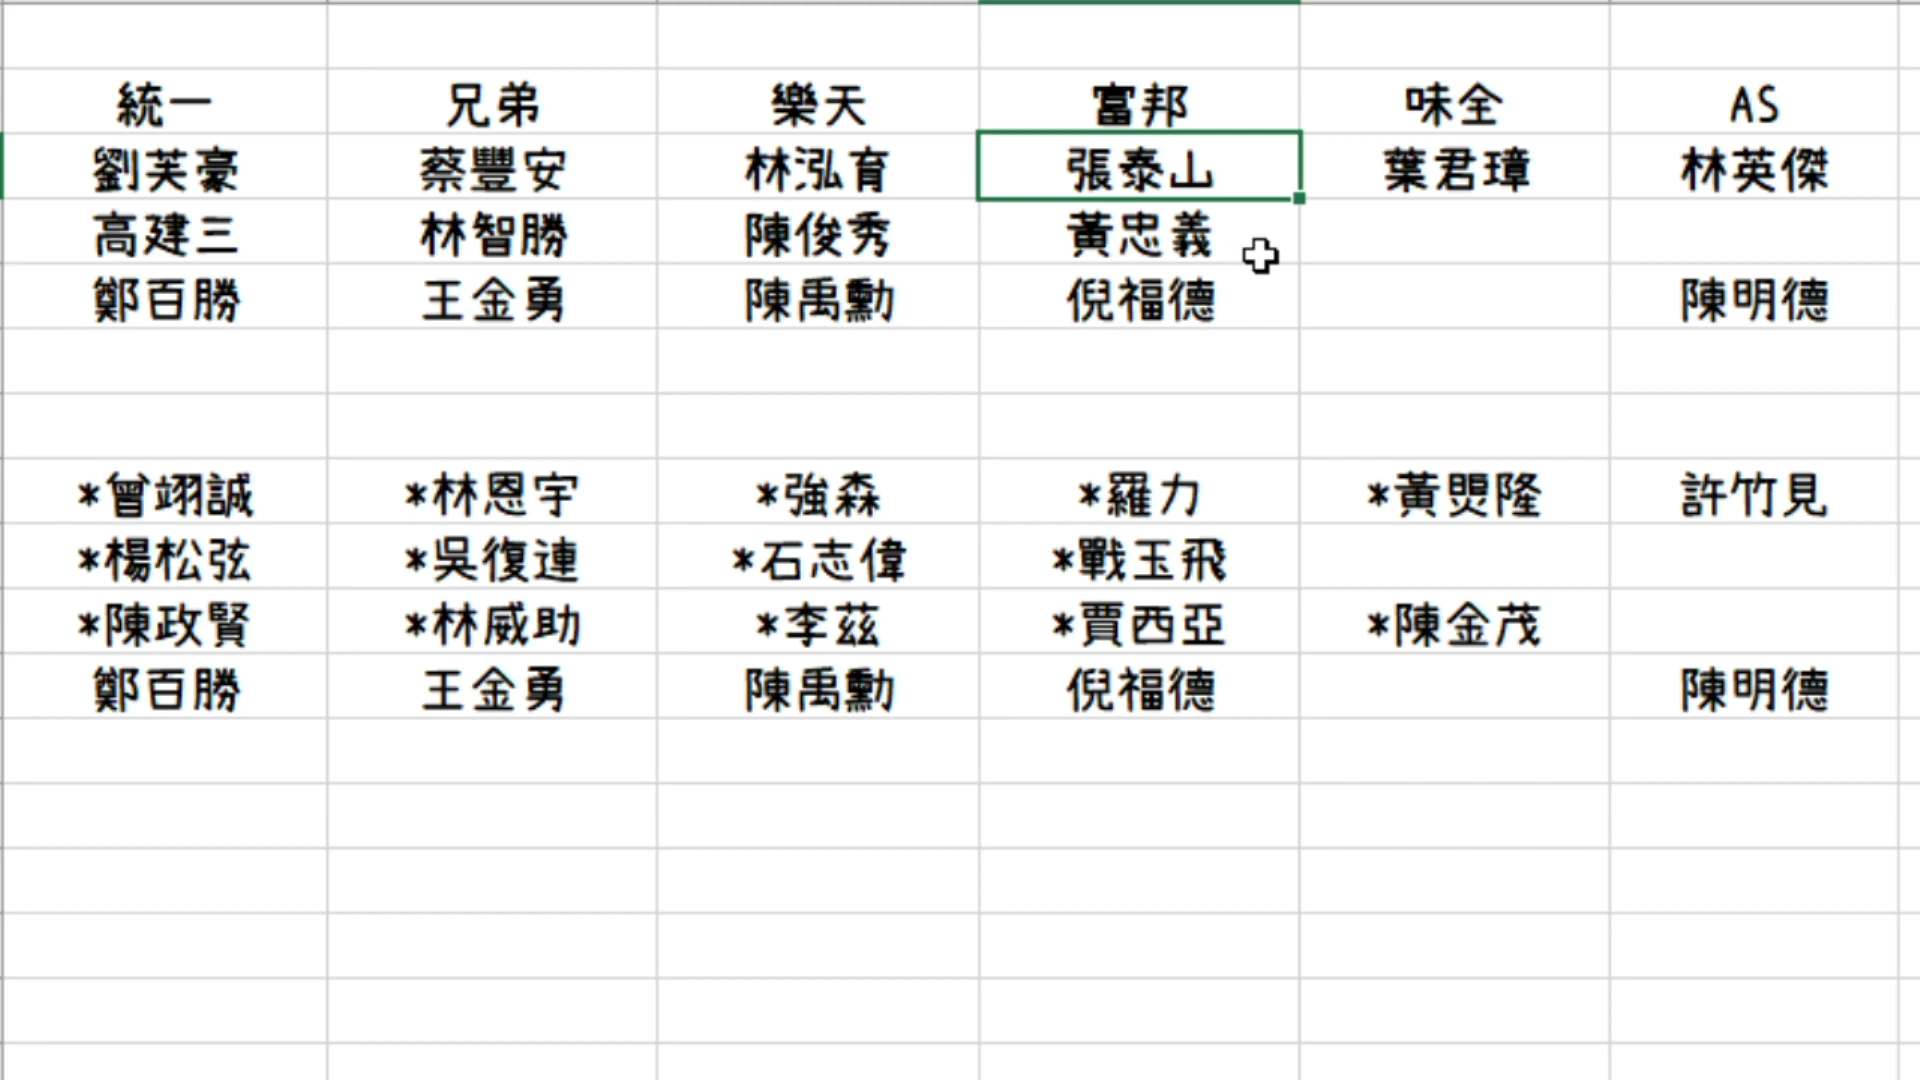 統一 兄弟 樂天 富邦 味全 AS
劉芙豪 蔡豐安 林泓育 張泰山 葉君璋 林英傑
高建三 林智勝 陳俊秀 黃忠義
鄭百勝 王金勇 陳禹勳 倪福德 陳明德
*曾翊誠 *林恩宇 *強森 *羅力 *黃煚隆 許竹見
*楊松弦 *吳復連 *石志偉 *戰玉飛
*陳政賢 *林威助 *李茲 *賈西亞 *陳金茂
鄭百勝 王金勇 陳禹勳 倪福德 陳明德